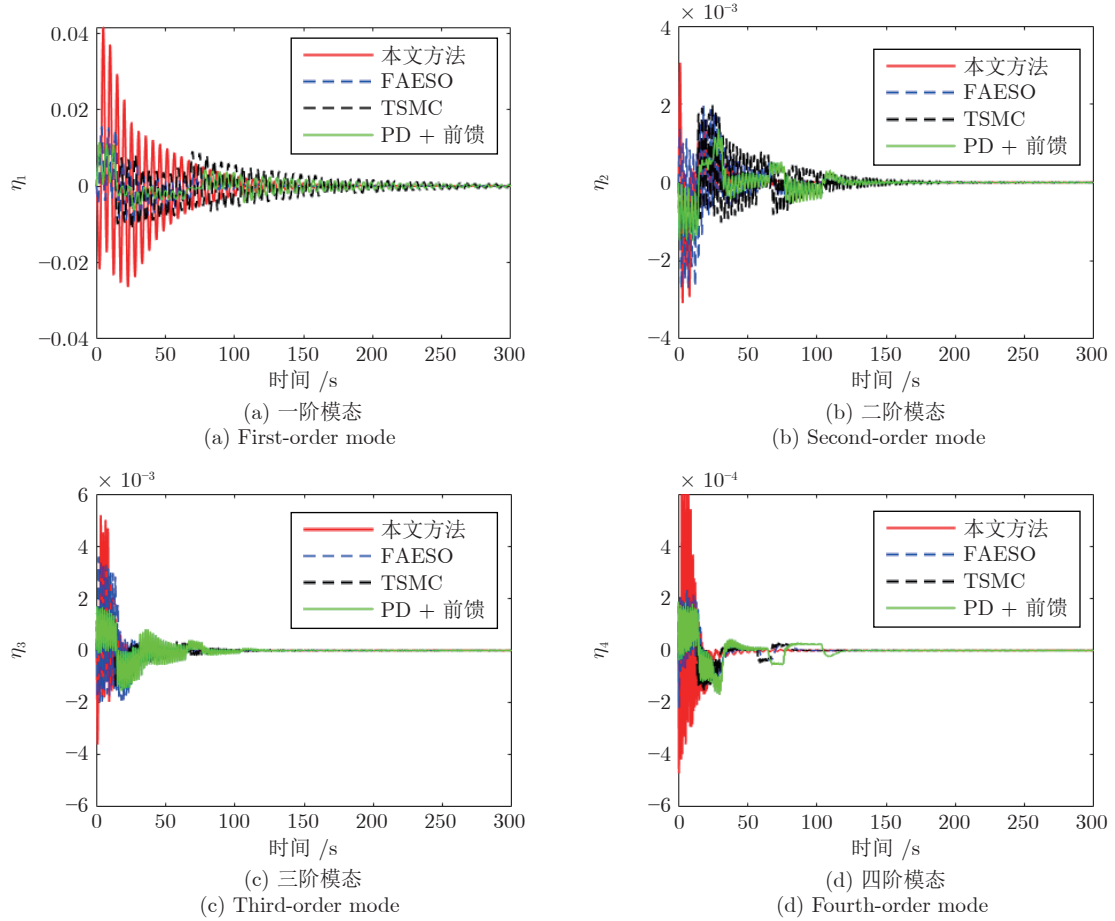 0.04
0.02
0
−0.02
−0.04
η1
本文方法
FAESO
TSMC
PD + 前馈
0 50 100 150 200 250 300
时间 /s
(a) 一阶模态
(a) First-order mode
× 10−3
4
2
0
−2
−4
η2
本文方法
FAESO
TSMC
PD + 前馈
0 50 100 150 200 250 300
时间 /s
(b) 二阶模态
(b) Second-order mode
× 10−3
6
4
2
0
−2
−4
−6
η3
本文方法
FAESO
TSMC
PD + 前馈
0 50 100 150 200 250 300
时间 /s
(c) 三阶模态
(c) Third-order mode
× 10−4
6
4
2
0
−2
−4
−6
η4
本文方法
FAESO
TSMC
PD + 前馈
0 50 100 150 200 250 300
时间 /s
(d) 四阶模态
(d) Fourth-order mode